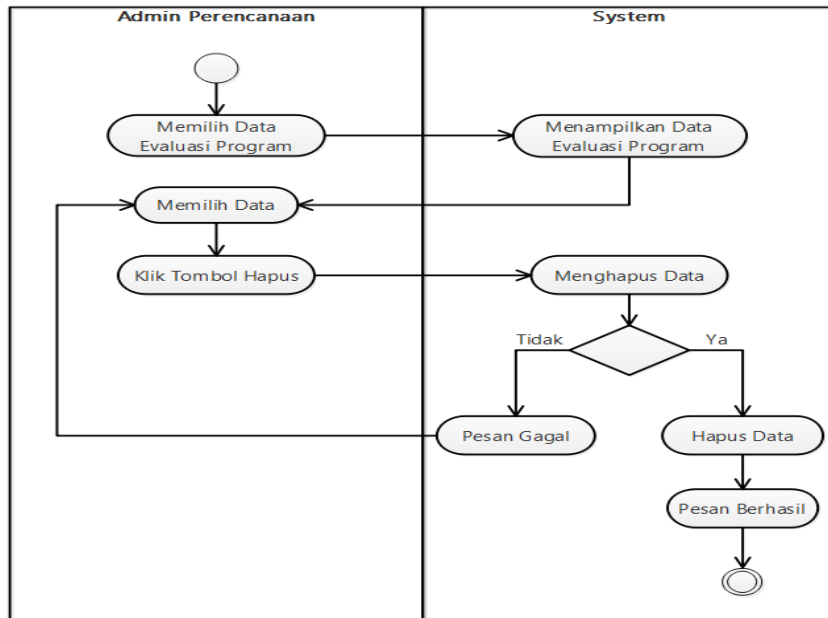 Admin Perencanaan
System
Memilih Data
Evaluasi Program
Menampilkan Data
Evaluasi Program
Memilih Data
Klik Tombol Hapus
Menghapus Data
Tidak
Ya
Pesan Gagal
Hapus Data
Pesan Berhasil